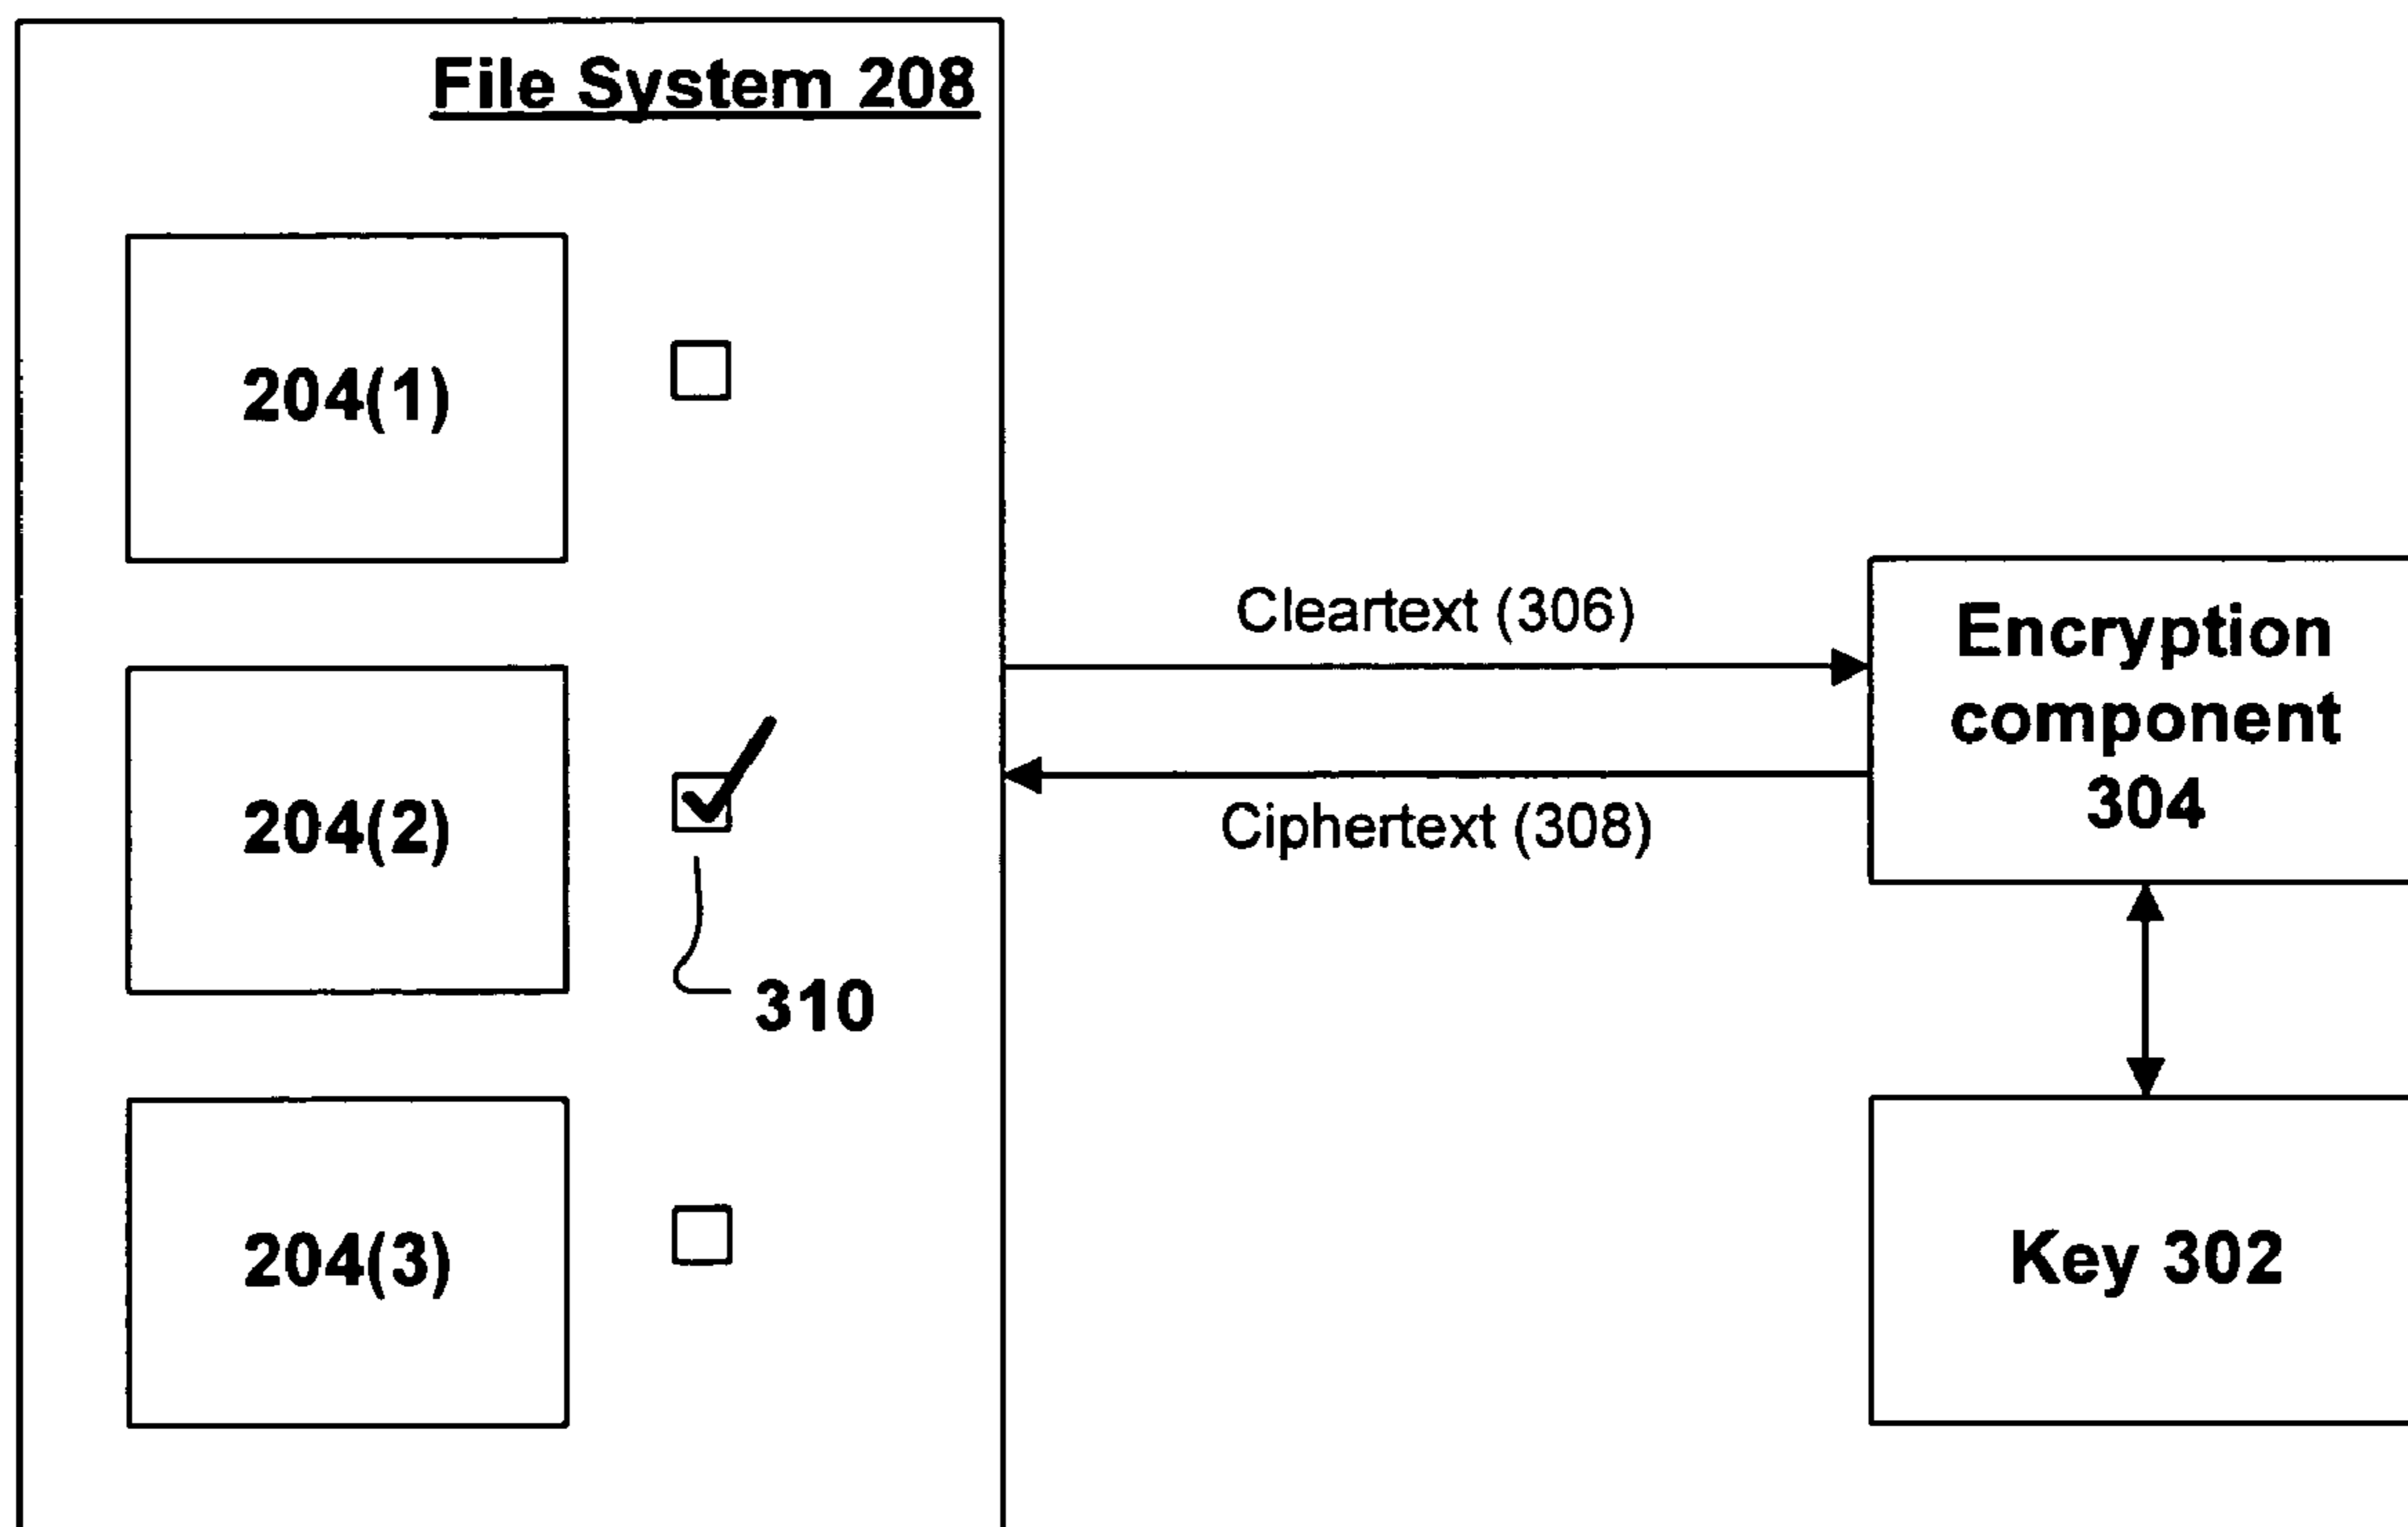 File System 208
204(1)
Cleartext (306)
Encryption
component
304
204(2)
Ciphertext (308)
310
204(3)
Key 302